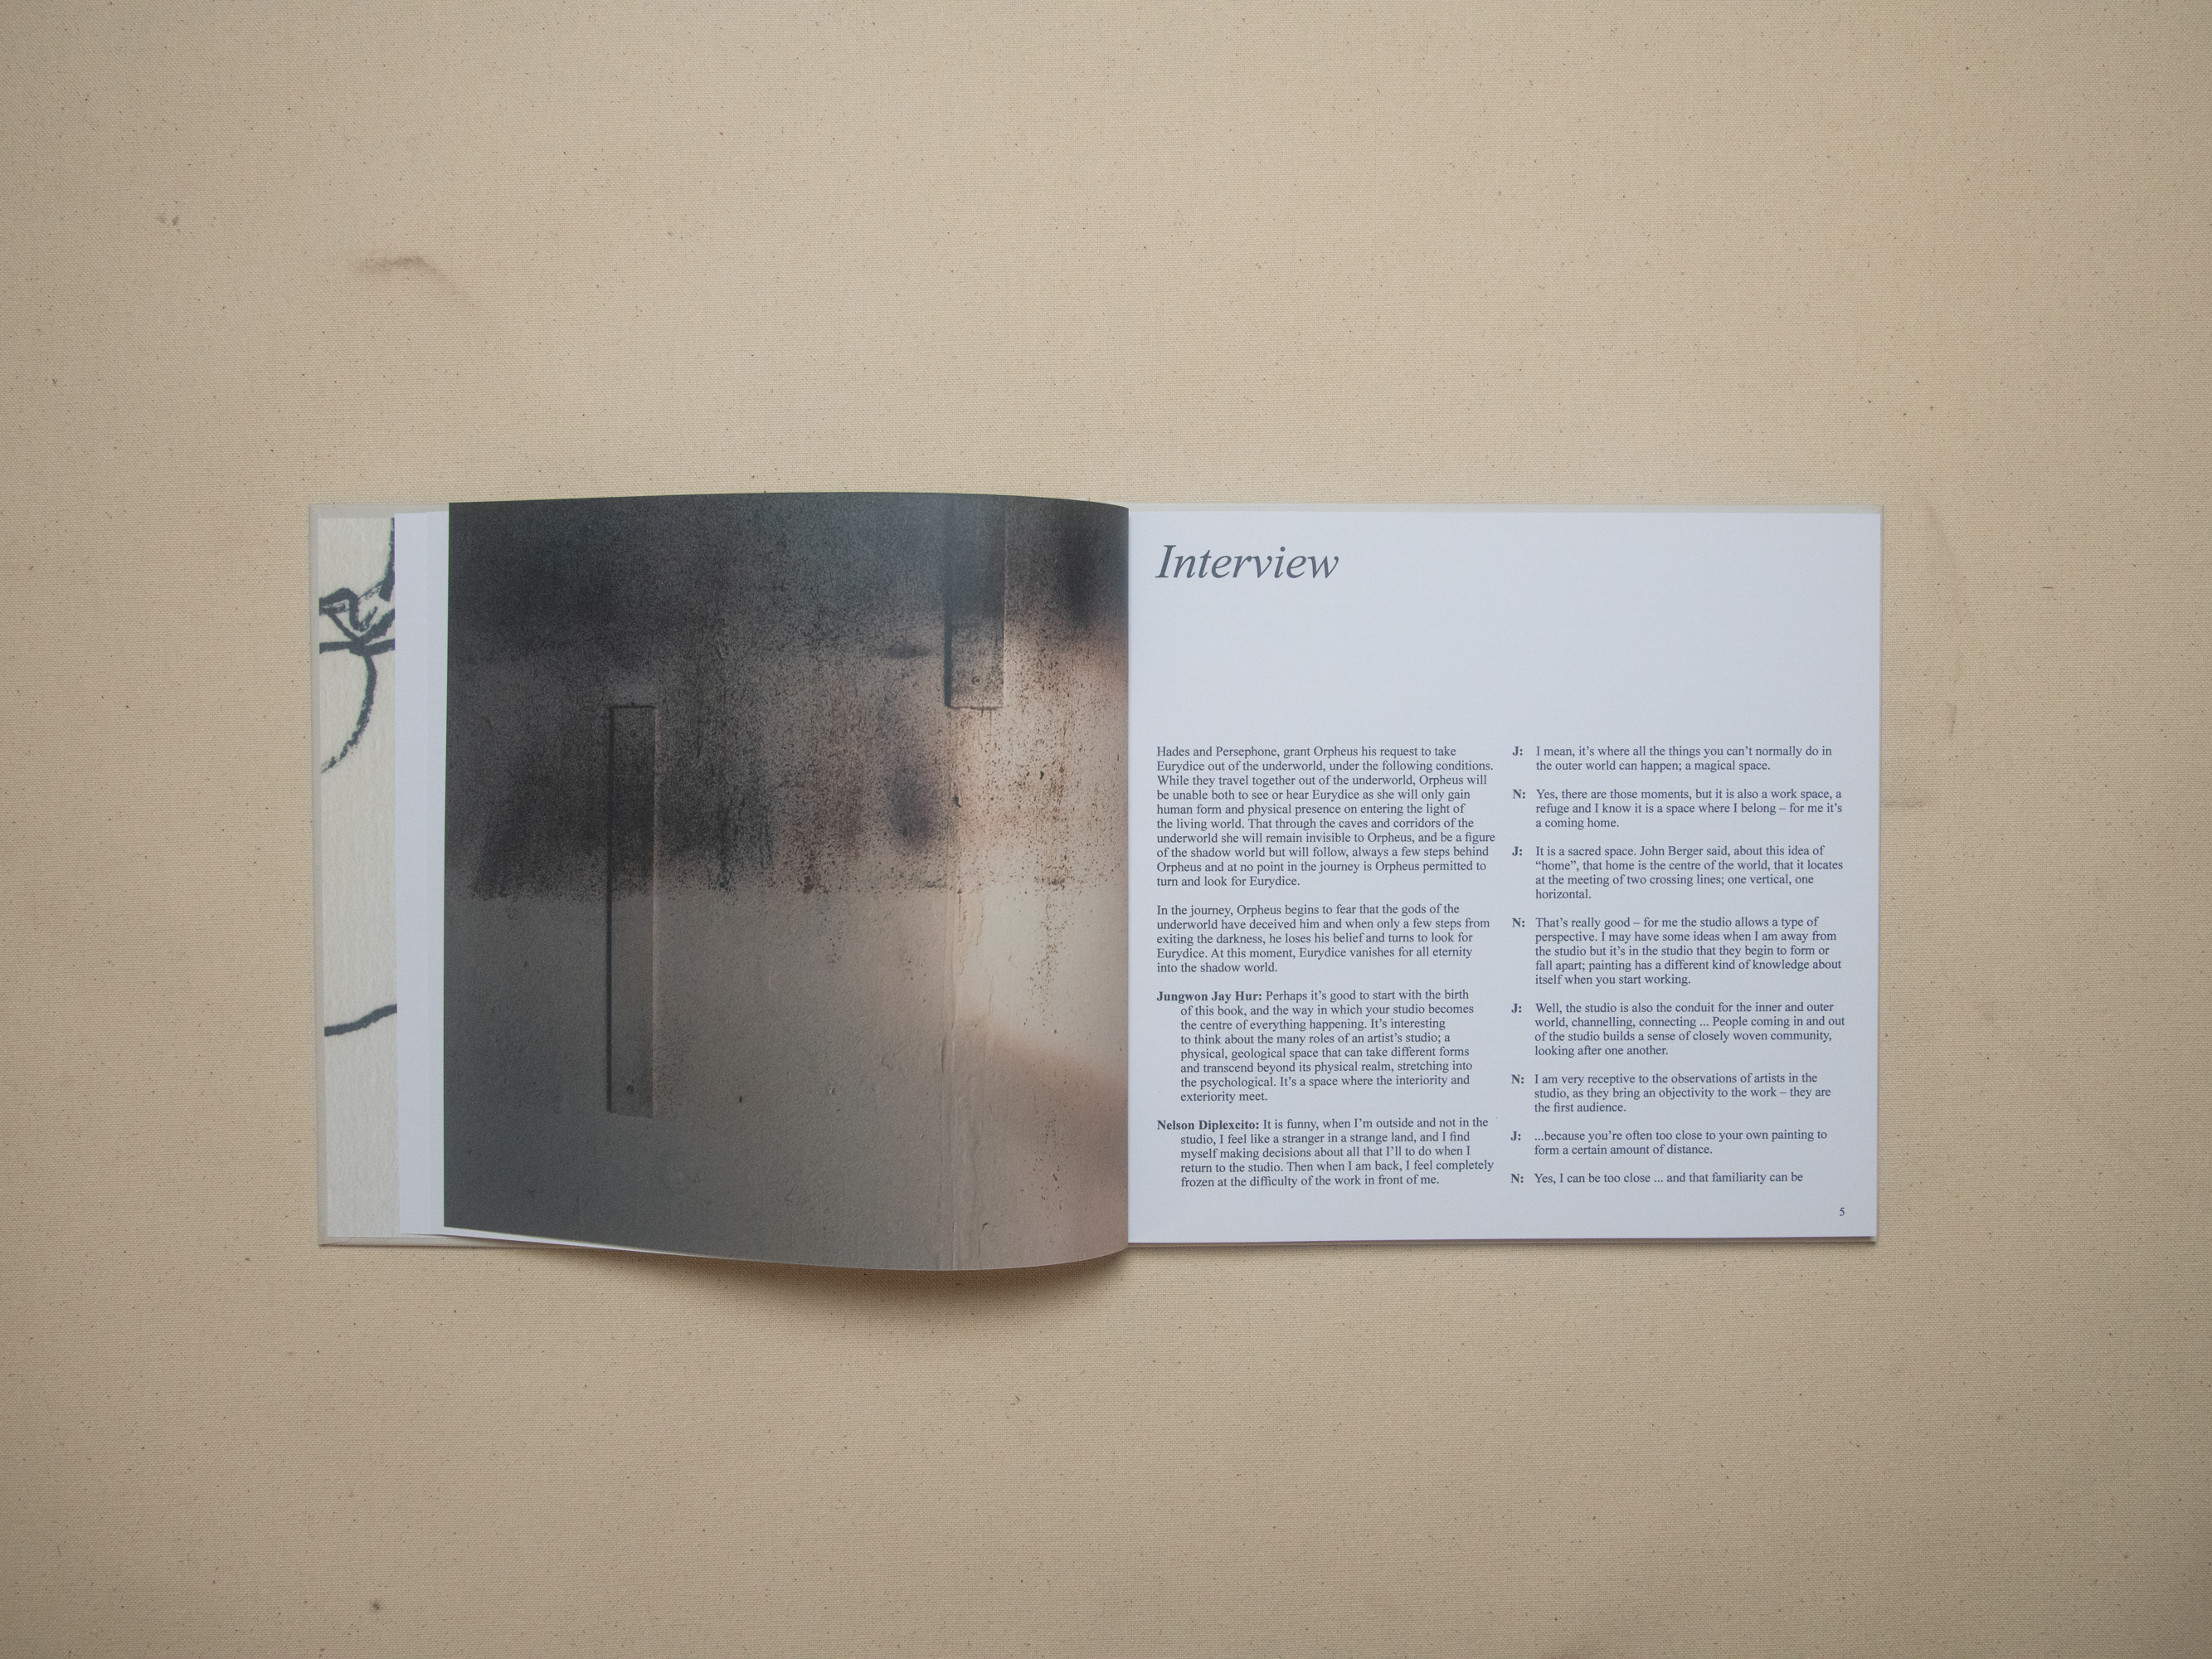 Interview
Hades and Persephone, grant Orpheus his request to take
Eurydice out of the underworld, under the following conditions.
While they travel together out of the underworld, Orpheus will
be unable both to see or hear Eurydice as she will only gain
human form and physical presence on entering the light of
the living world. That through the caves and corridors of the
underworld she will remain invisible to Orpheus, and be a figure
of the shadow world but will follow, always a few steps behind
Orpheus and at no point in the journey is Orpheus permitted to
turn and look for Eurydice.
In the journey, Orpheus begins to fear that the gods of the
underworld have deceived him and when only a few steps from
exiting the darkness, he loses his belief and turns to look for
Eurydice. At this moment, Eurydice vanishes for all eternity
into the shadow world.
Jungwon Jay Hur: Perhaps it's good to start with the birth
of this book, and the way in which your studio becomes
the centre of everything happening. It's interesting
to think about the many roles of an artist's studio; a
physical, geological space that can take different forms
and transcend beyond its physical realm, stretching into
the psychological. It's a space where the interiority and
exteriority meet.
Nelson Diplexcito: It is funny, when I'm outside and not in the
studio, I feel like a stranger in a strange land, and I find
myself making decisions about all that I'll to do when I
return to the studio. Then when I am back, I feel completely
frozen at the difficulty of the work in front of me.
J: I mean, it's where all the things you can't normally do in
the outer world can happen; a magical space.
N: Yes, there are those moments, but it is also a work space, a
refuge and I know it is a space where I belong – for me it's
a coming home.
J: It is a sacred space. John Berger said, about this idea of
“home”, that home is the centre of the world, that it locates
at the meeting of two crossing lines; one vertical, one
horizontal.
N: That's really good – for me the studio allows a type of
perspective. I may have some ideas when I am away from
the studio but it's in the studio that they begin to form or
fall apart; painting has a different kind of knowledge about
itself when you start working.
J: Well, the studio is also the conduit for the inner and outer
world, channelling, connecting ... People coming in and out
of the studio builds a sense of closely woven community,
looking after one another.
N: I am very receptive to the observations of artists in the
studio, as they bring an objectivity to the work – they are
the first audience.
J: ...because you're often too close to your own painting to
form a certain amount of distance.
N: Yes, I can be too close ... and that familiarity can be
5